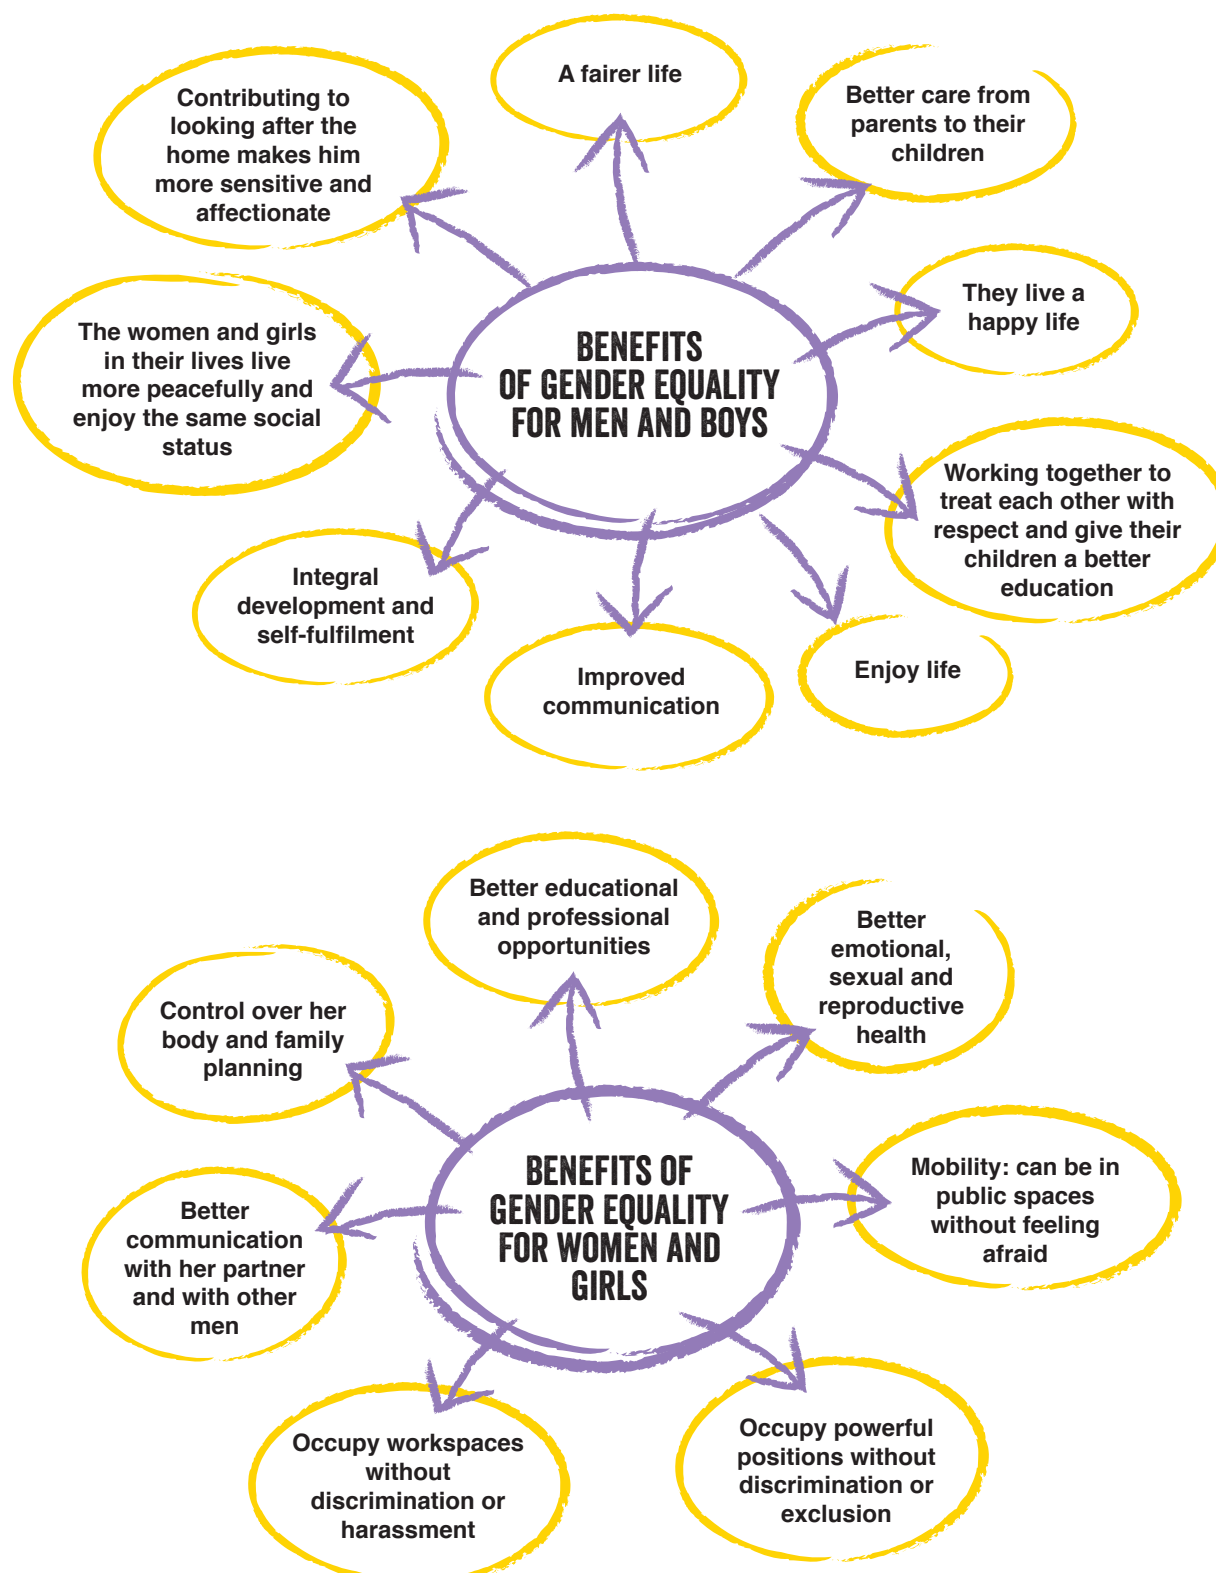 A fairer life
Contributing to
looking after the
home makes him
more sensitive and
affectionate
Better care from
parents to their
children
They live a
happy life
The women and girls
in their lives live
more peacefully and
enjoy the same social
status
BENEFITS
OF GENDER EQUALITY
FOR MEN AND BOYS
Working together to
treat each other with
respect and give their
children a better
education
Integral
development and
self-fulfilment
Improved
communication
Enjoy life
Better educational
and professional
opportunities
Better
emotional,
sexual and
reproductive
health
Control over her
body and family
planning
Mobility: can be in
public spaces
without feeling
afraid
BENEFITS OF
GENDER EQUALITY
FOR WOMEN AND
GIRLS
Better
communication
with her partner
and with other
men
Occupy workspaces
without
discrimination or
harassment
Occupy powerful
positions without
discrimination or
exclusion